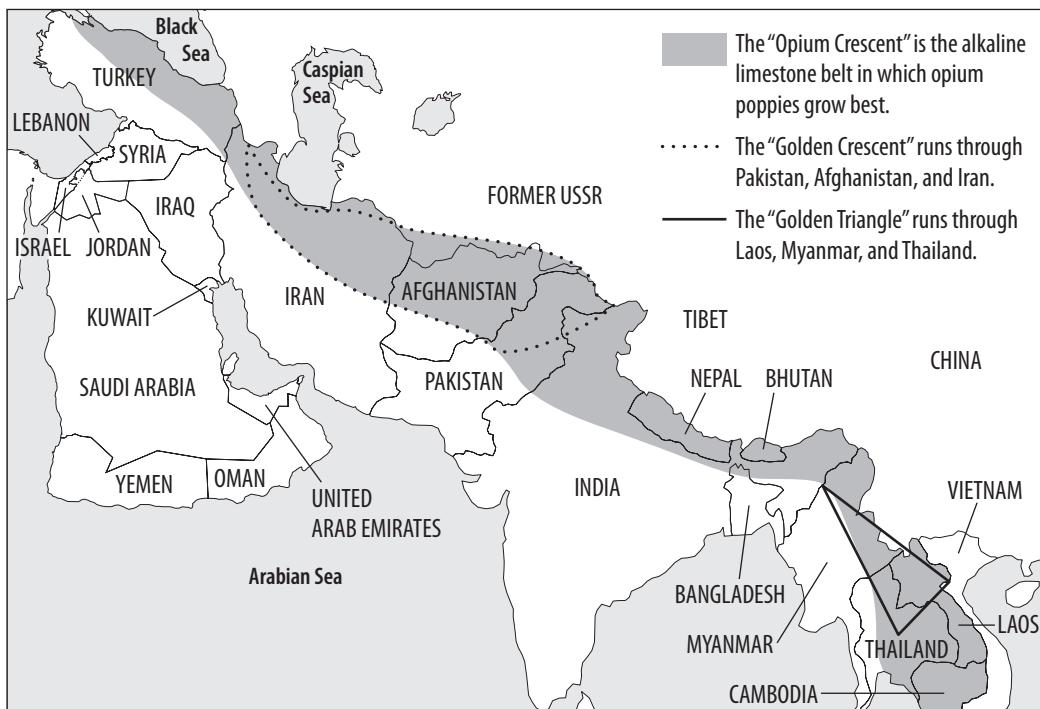 Black
Sea
TURKEY
Caspian
Sea
LEBANON
SYRIA
IRAQ
ISRAEL
JORDAN
KUWAIT
IRAN
SAUDI ARABIA
YEMEN
OMAN
UNITED
ARAB EMIRATES
Arabian Sea
FORMER USSR
AFGHANISTAN
PAKISTAN
TIBET
CHINA
NEPAL
BHUTAN
INDIA
BANGLADESH
MYANMAR
VIETNAM
LAOS
THAILAND
CAMBODIA
The “Opium Crescent” is the alkaline
limestone belt in which opium
poppies grow best.
The “Golden Crescent” runs through
Pakistan, Afghanistan, and Iran.
The “Golden Triangle” runs through
Laos, Myanmar, and Thailand.